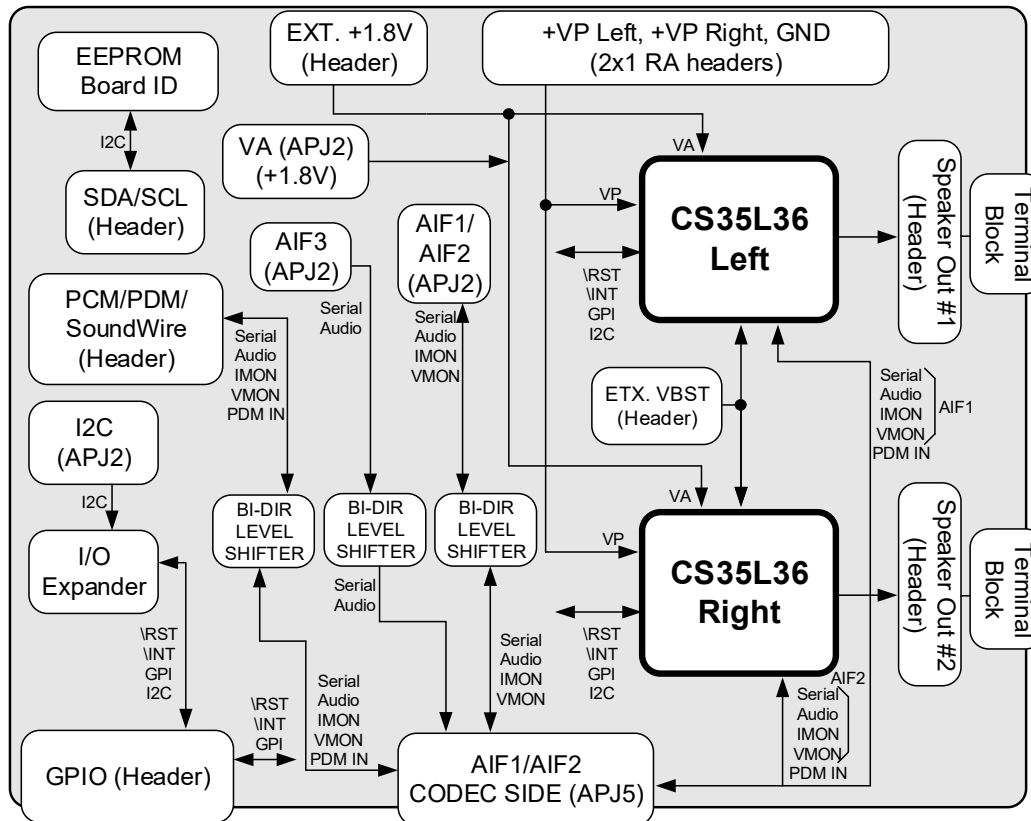 EEPROM
Board ID
I2C
SDA/SCL
(Header)
EXT. +1.8V
(Header)
+VP Left, +VP Right, GND
(2x1 RA headers)
VA (APJ2)
(+1.8V)
VA
VP
CS35L36
Left
\RST
\INT
GPI
I2C
Speaker Out #1
(Header)
Terminal
Block
AIF3
(APJ2)
Serial
Audio
AIF1/
AIF2
(APJ2)
Serial
Audio
IMON
VMON
PCM/PDM/
SoundWire
(Header)
Serial
Audio
IMON
VMON
PDM IN
ETX. VBST
(Header)
Serial
Audio
IMON
VMON
PDM IN
AIF1
I2C
(APJ2)
I2C
I/O
Expander
BI-DIR
LEVEL
SHIFTER
BI-DIR
LEVEL
SHIFTER
BI-DIR
LEVEL
SHIFTER
Serial
Audio
VA
VP
CS35L36
Right
\RST
\INT
GPI
I2C
Speaker Out #2
(Header)
Terminal
Block
\RST
\INT
GPI
I2C
\RST
\INT
GPI
Serial
Audio
IMON
VMON
PDM IN
Serial
Audio
IMON
VMON
AIF2
Serial
Audio
IMON
VMON
PDM IN
GPIO (Header)
AIF1/AIF2
CODEC SIDE (APJ5)